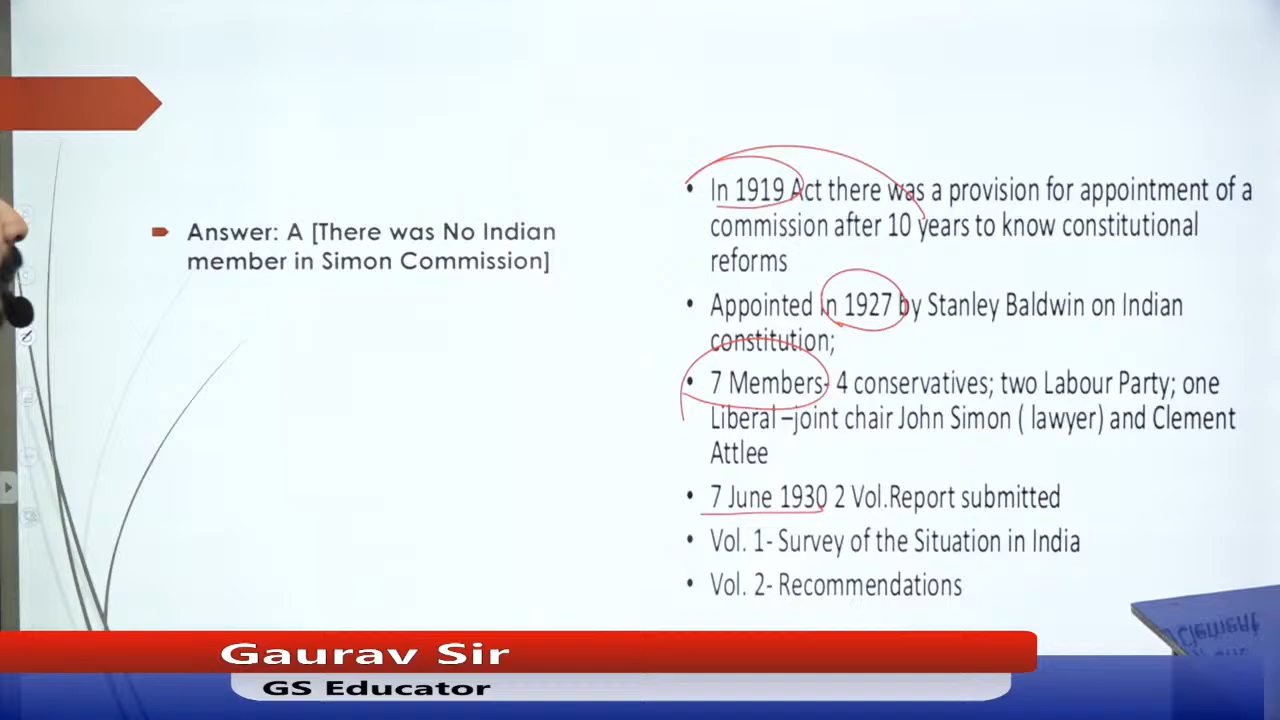 Answer: A [There was No Indian
member in Simon Commission]
• In 1919 Act there was a provision for appointment of a
commission after 10 years to know constitutional
reforms
• Appointed in 1927 by Stanley Baldwin on Indian
constitution;
• 7 Members- 4 conservatives; two Labour Party; one
Liberal –joint chair John Simon ( lawyer) and Clement
Attlee
• 7 June 1930 2 Vol.Report submitted
• Vol. 1- Survey of the Situation in India
• Vol. 2- Recommendations
Clement
Gaurav Sir
GS Educator